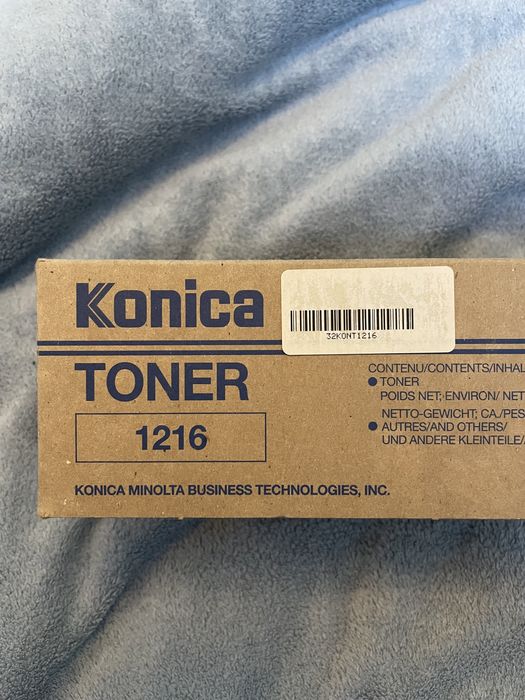 Konica
32KONT1216
TONER
1216
KONICA MINOLTA BUSINESS TECHNOLOGIES, INC.
CONTENU/CONTENTS/INHAL
● TONER
POIDS NET; ENVIRON/ NET
NETTO-GEWICHT; CA./PES
● AUTRES/AND OTHERS/
UND ANDERE KLEINTEILE/